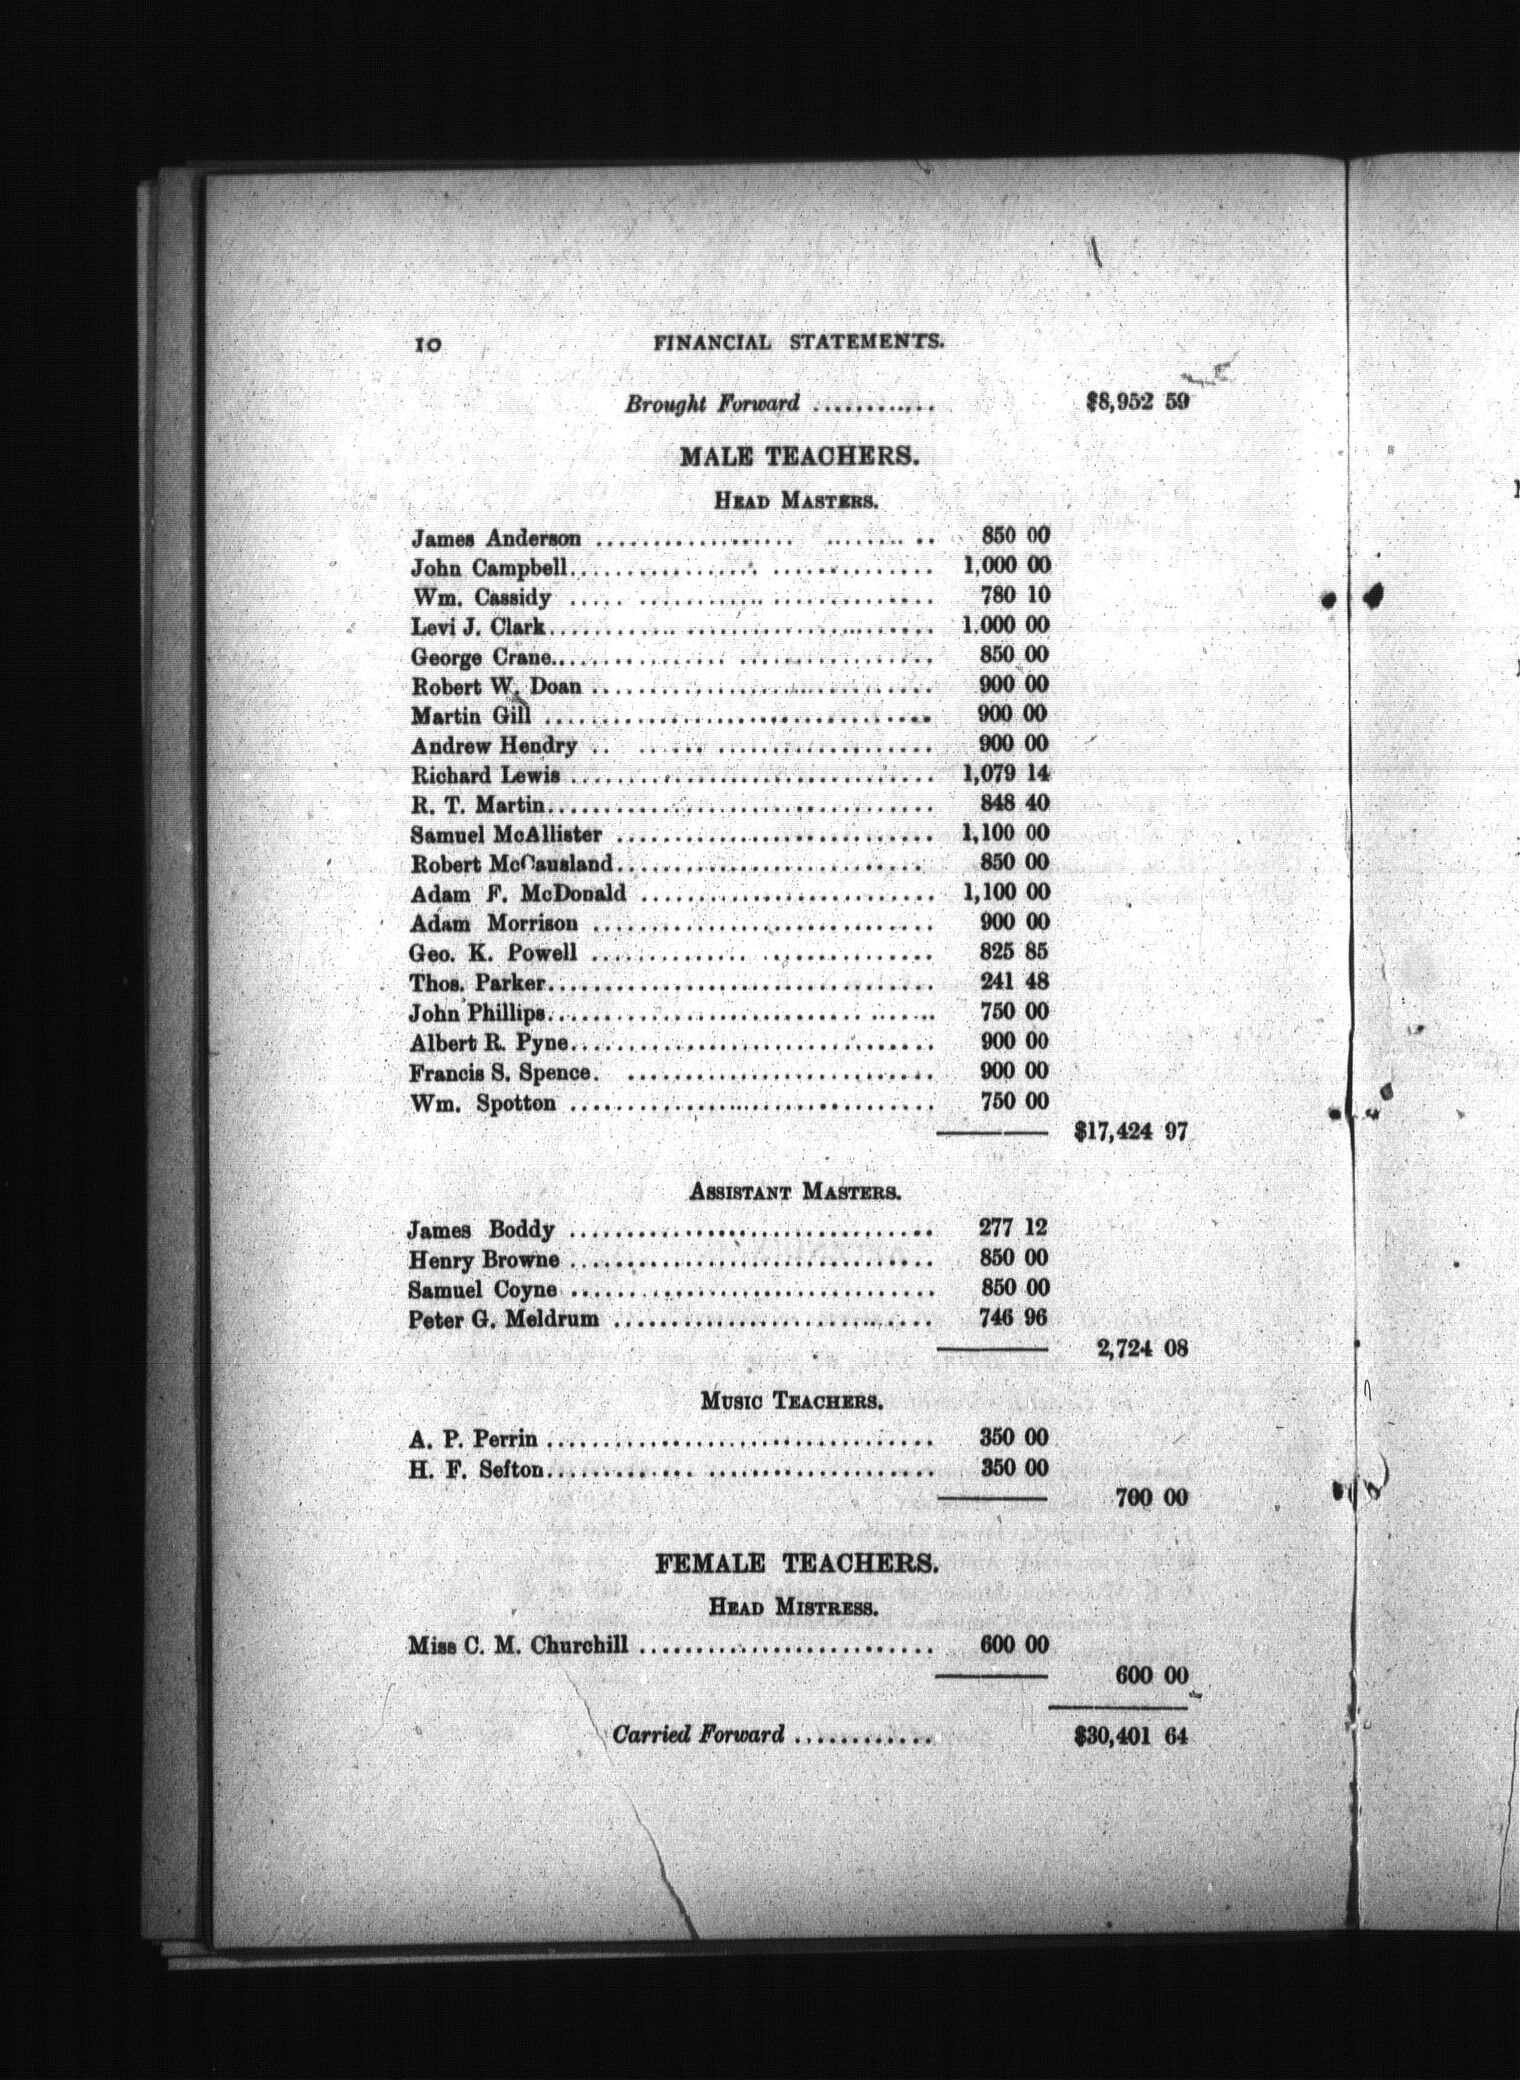 10 FINANCIAL STATEMENTS.
Brought Forward ........... $8,952 59
MALE TEACHERS.
HEAD MASTERS.
James Anderson ........................... 850 00
John Campbell............................ 1,000 00
Wm. Cassidy ............................ 780 10
Levi J. Clark............................ 1.000 00
George Crane............................ 850 00
Robert W. Doan ............................ 900 00
Martin Gill ............................ 900 00
Andrew Hendry ............................ 900 00
Richard Lewis ............................ 1,079 14
R. T. Martin............................ 848 40
Samuel McAllister ............................ 1,100 00
Robert McCausland............................ 850 00
Adam F. McDonald ............................ 1,100 00
Adam Morrison ............................ 900 00
Geo. K. Powell ............................ 825 85
Thos. Parker............................ 241 48
John Phillips............................ 750 00
Albert R. Pyne............................ 900 00
Francis S. Spence. ............................ 900 00
Wm. Spotton ............................ 750 00
$17,424 97
ASSISTANT MASTERS.
James Boddy ............................ 277 12
Henry Browne ............................ 850 00
Samuel Coyne ............................ 850 00
Peter G. Meldrum ............................ 746 96
2,724 08
MUSIC TEACHERS.
A. P. Perrin ............................ 350 00
H. F. Sefton............................ 350 00
700 00
FEMALE TEACHERS.
HEAD MISTRESS.
Miss C. M. Churchill .......................... 600 00
600 00
Carried Forward ............ $30,401 64